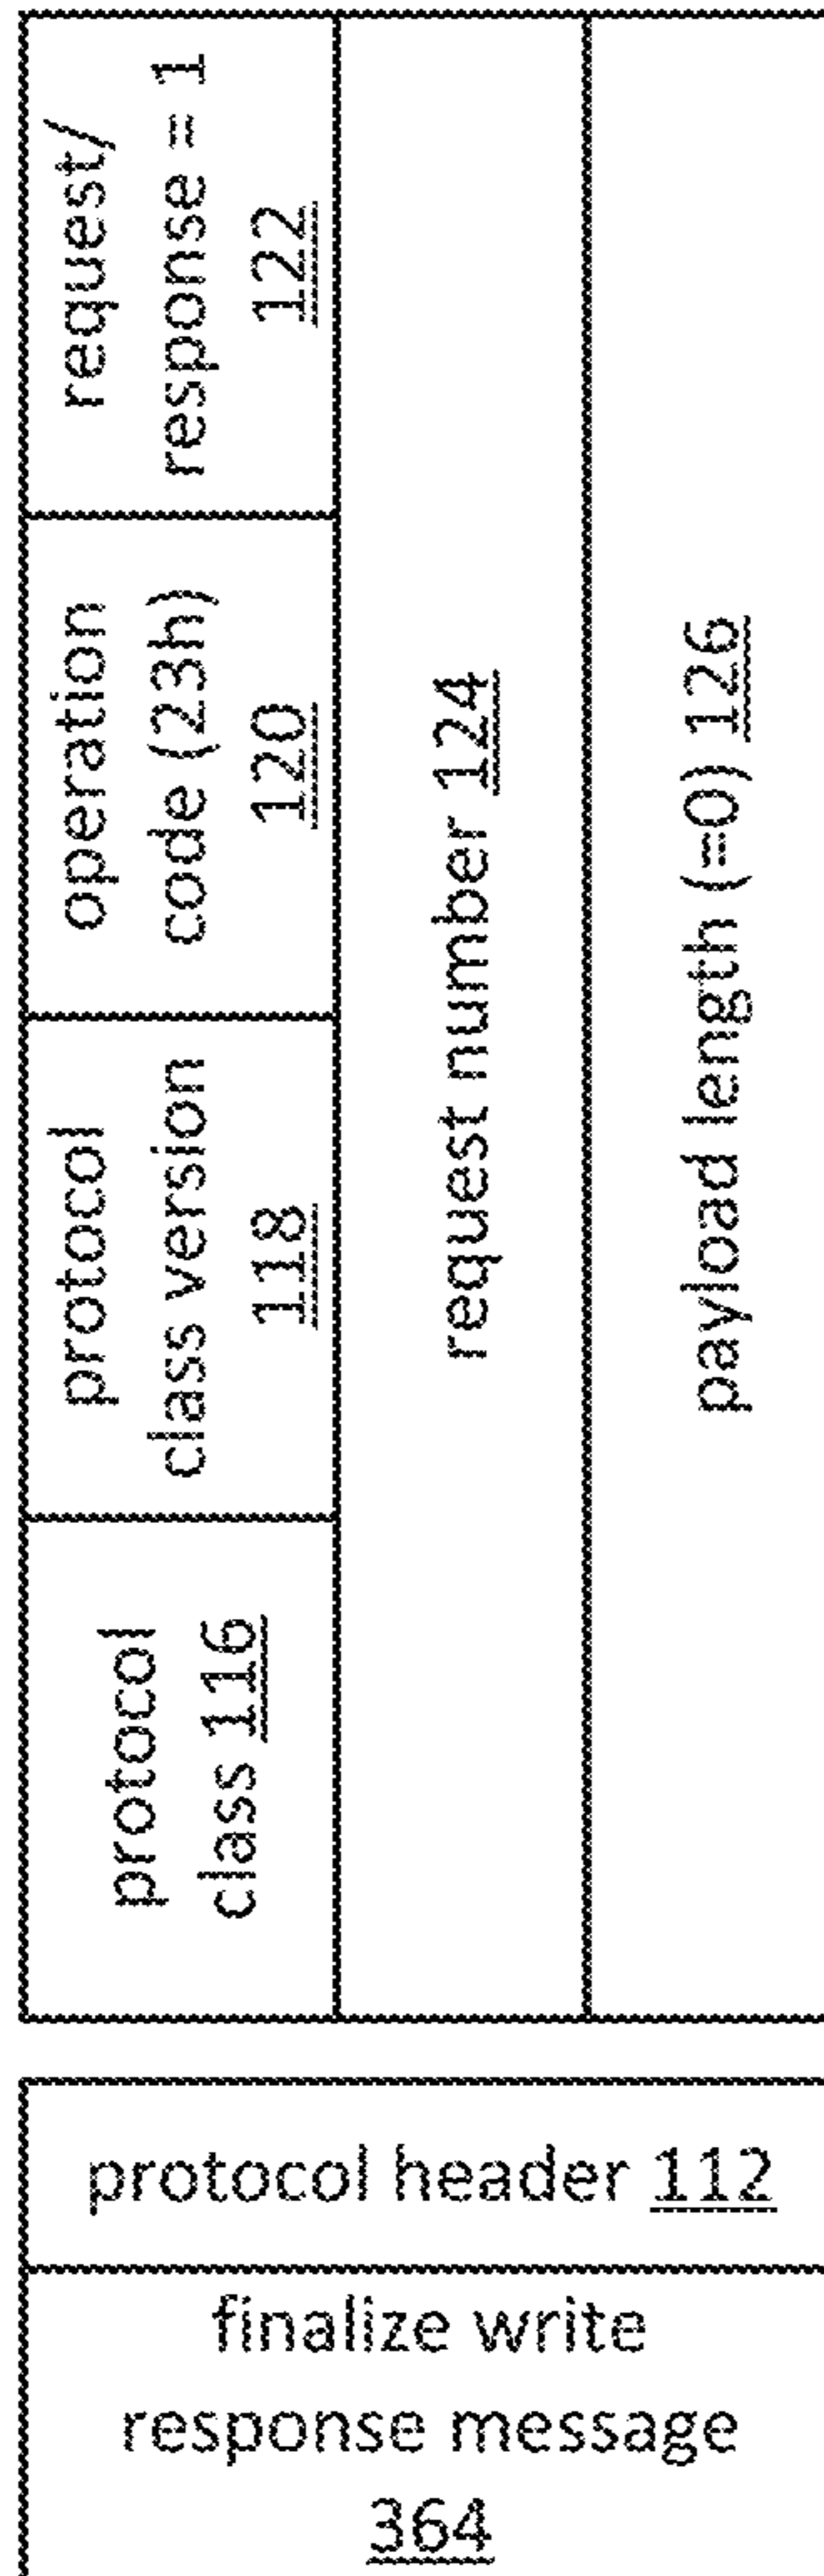 protocol
class 116
protocol
class version
118
operation
code (23h)
120
request/
response = 1
122
request number 124
payload length (=0) 126
protocol header 112
finalize write
response message
364